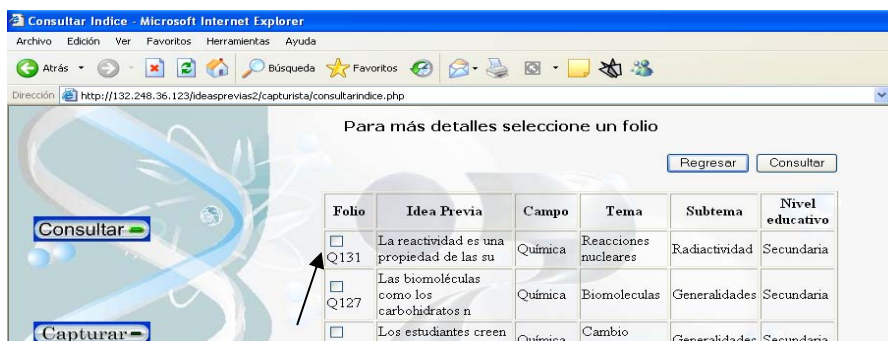 Consultar Indice - Microsoft Internet Explorer
Archivo Edición Ver Favoritos Herramientas Ayuda
Atrás Búsqueda Favoritos
Dirección http://132.248.36.123/ideasprevias2/capturista/consultarindice.php
Para más detalles seleccione un folio
Regresar Consultar
Folio Idea Previa Campo Tema Subtema Nivel educativo
Consultar
Q131 La reactividad es una propiedad de las su Química Reacciones nucleares Radiactividad Secundaria
Q127 Las biomoléculas como los carbohidratos n Química Biomoleculas Generalidades Secundaria
Capturar
Los estudiantes creen Química Cambio Generalidades Secundaria